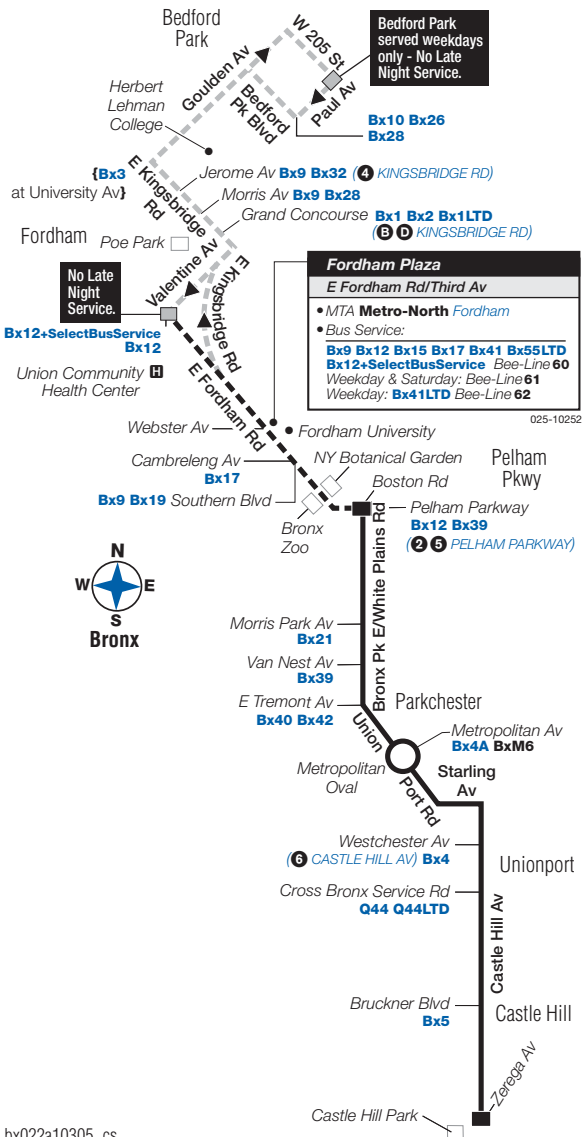 Bedford
Park
W 205 St
Bedford Park
served weekdays
only - No Late
Night Service.
Goulden Av
Bedford
Pk Blvd
Paul Av
Herbert
Lehman
College
Bx10 Bx26
Bx28
{Bx3
at University Av}
E Kingsbridge
Rd
Jerome Av Bx9 Bx32 (4 KINGSBRIDGE RD)
Morris Av Bx9 Bx28
Grand Concourse Bx1 Bx2 Bx1LTD
(B D KINGSBRIDGE RD)
Fordham
Poe Park
Valentine Av
E Kingsbridge Rd
No Late
Night
Service.
Bx12+SelectBusService
Bx12
Union Community H
Health Center
E Fordham Rd
Fordham Plaza
E Fordham Rd/Third Av
• MTA Metro-North Fordham
• Bus Service:
Bx9 Bx12 Bx15 Bx17 Bx41 Bx55LTD
Bx12+SelectBusService Bee-Line 60
Weekday & Saturday: Bee-Line 61
Weekday: Bx41LTD Bee-Line 62
025-10252
Webster Av
Fordham University
Cambreleng Av
Bx17
NY Botanical Garden
Pelham
Pkwy
Bx9 Bx19 Southern Blvd
Boston Rd
Bronx
Zoo
Pelham Parkway
Bx12 Bx39
(2 5 PELHAM PARKWAY)
N
W E
S
Bronx
Bronx Pk E/White Plains Rd
Morris Park Av
Bx21
Van Nest Av
Bx39
E Tremont Av
Bx40 Bx42
Parkchester
Union
Port Rd
Metropolitan Av
Bx4A BxM6
Metropolitan
Oval
Starling
Av
Westchester Av
(6 CASTLE HILL AV) Bx4
Unionport
Cross Bronx Service Rd
Q44 Q44LTD
Castle Hill Av
Bruckner Blvd
Bx5
Castle Hill
Zerega Av
Castle Hill Park
bx022a10305_cs